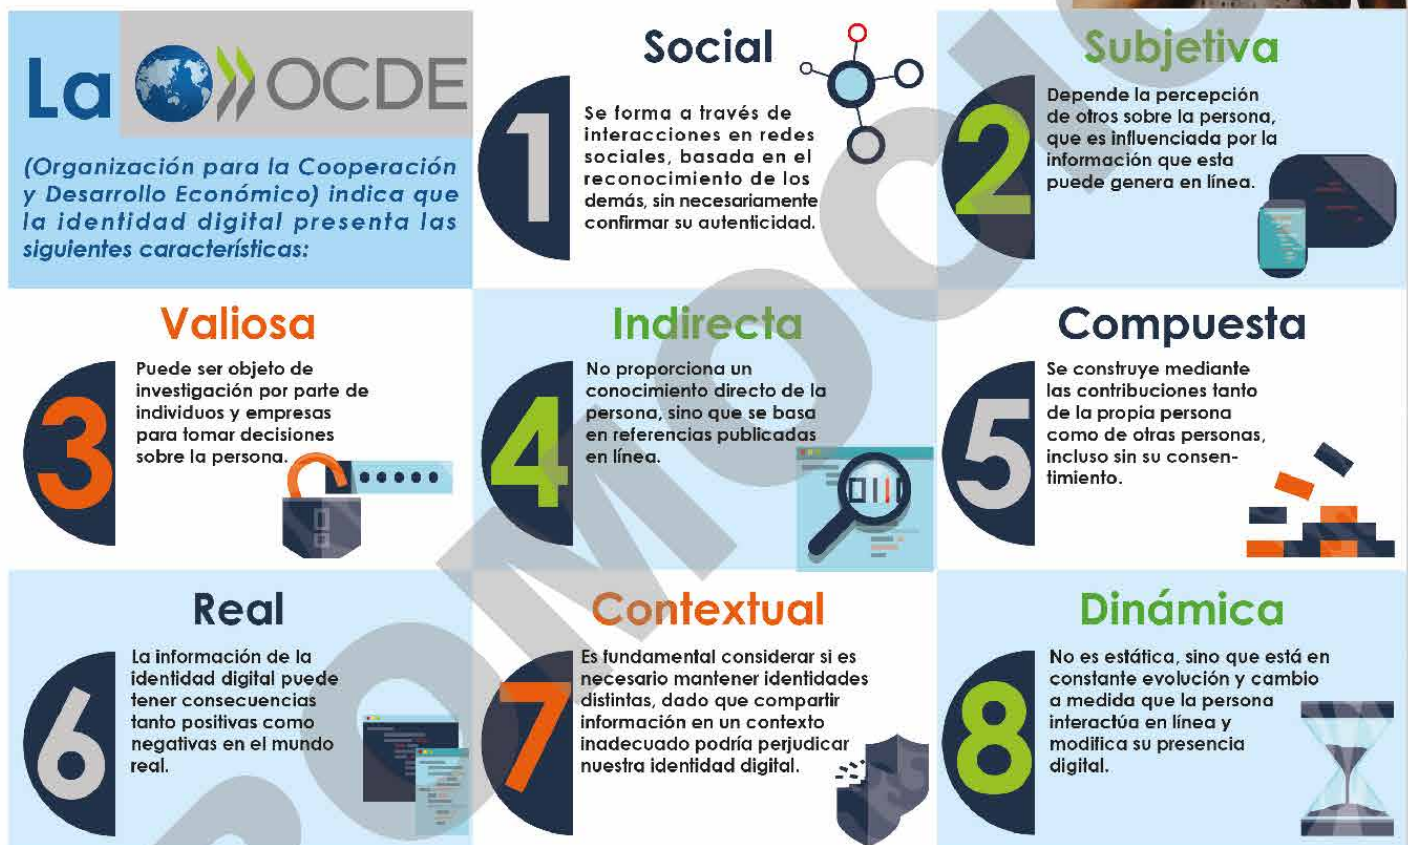 La OCDE
(Organización para la Cooperación
y Desarrollo Económico) indica que
la identidad digital presenta las
siguientes características:
1
Social
Se forma a través de
interacciones en redes
sociales, basada en el
reconocimiento de los
demás, sin necesariamente
confirmar su autenticidad.
2
Subjetiva
Depende la percepción
de otros sobre la persona,
que es influenciada por la
información que esta
puede genera en línea.
3
Valiosa
Puede ser objeto de
investigación por parte de
individuos y empresas
para tomar decisiones
sobre la persona.
4
Indirecta
No proporciona un
conocimiento directo de la
persona, sino que se basa
en referencias publicadas
en línea.
5
Compuesta
Se construye mediante
las contribuciones tanto
de la propia persona
como de otras personas,
incluso sin su consen-
timiento.
6
Real
La información de la
identidad digital puede
tener consecuencias
tanto positivas como
negativas en el mundo
real.
7
Contextual
Es fundamental considerar si es
necesario mantener identidades
distintas, dado que compartir
información en un contexto
inadecuado podría perjudicar
nuestra identidad digital.
8
Dinámica
No es estática, sino que está en
constante evolución y cambio
a medida que la persona
interactúa en línea y
modifica su presencia
digital.